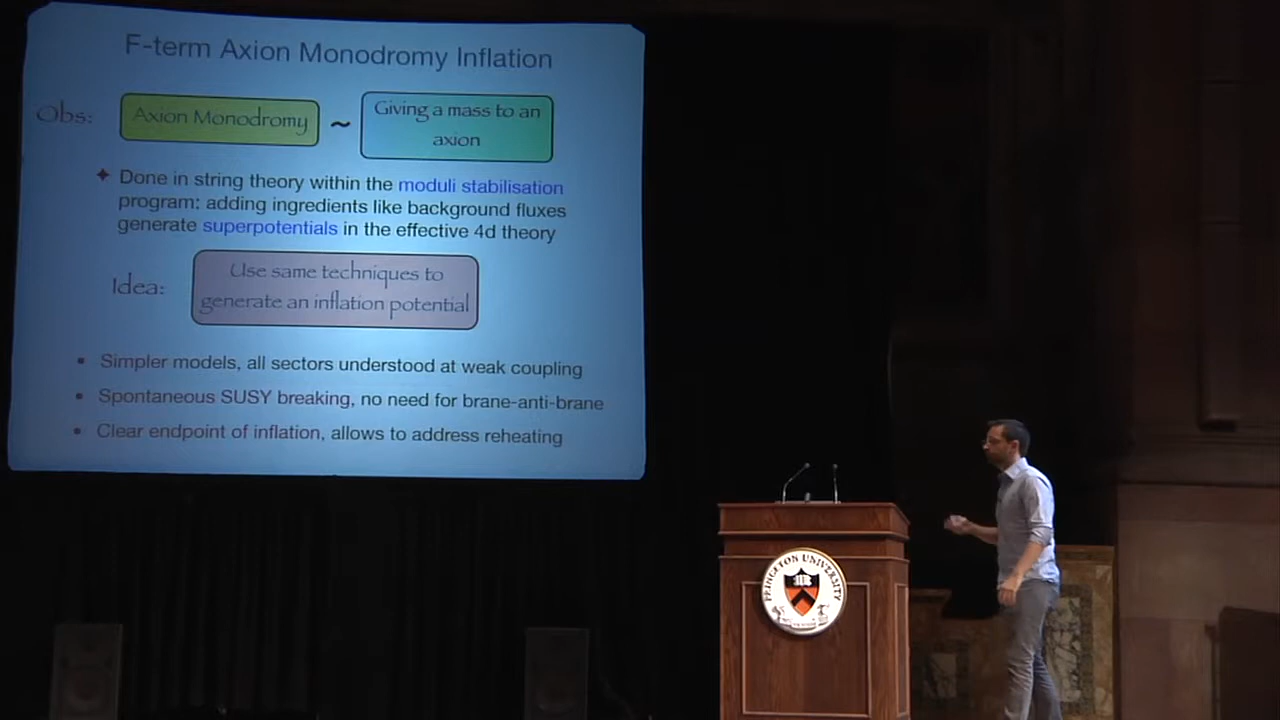 F-term Axion Monodromy Inflation
Obs:
Axion Monodromy
~
Giving a mass to an
axion
✦ Done in string theory within the moduli stabilisation
program: adding ingredients like background fluxes
generate superpotentials in the effective 4d theory
Idea:
Use same techniques to
generate an inflation potential
• Simpler models, all sectors understood at weak coupling
• Spontaneous SUSY breaking, no need for brane-anti-brane
• Clear endpoint of inflation, allows to address reheating
PRINCETON UNIVERSITY